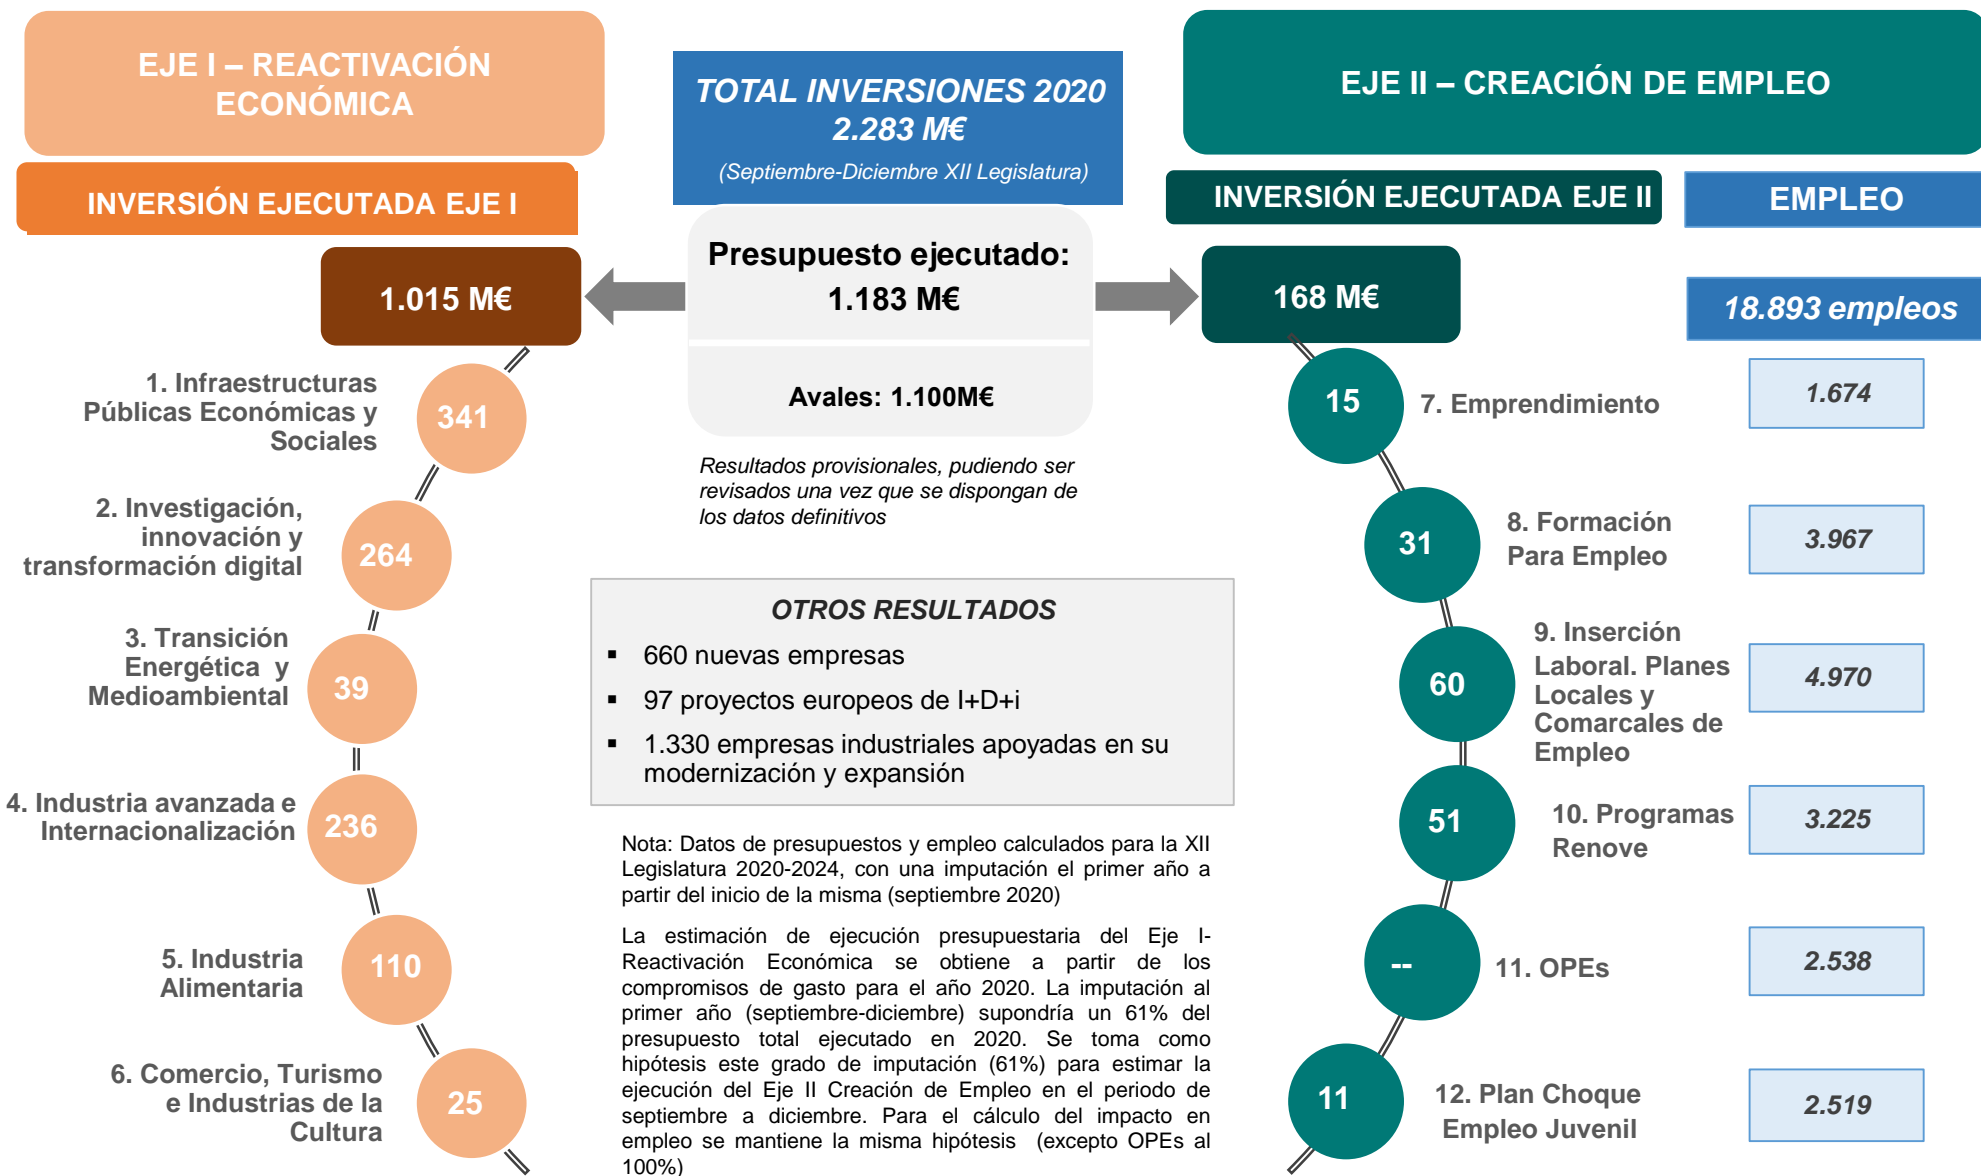 EJE I – REACTIVACIÓN
ECONÓMICA
INVERSIÓN EJECUTADA EJE I
1.015 M€
1. Infraestructuras
Públicas Económicas y
Sociales
341
2. Investigación,
innovación y
transformación digital
264
3. Transición
Energética y
Medioambiental
39
4. Industria avanzada e
Internacionalización
236
5. Industria
Alimentaria
110
6. Comercio, Turismo
e Industrias de la
Cultura
25
TOTAL INVERSIONES 2020
2.283 M€
(Septiembre-Diciembre XII Legislatura)
Presupuesto ejecutado:
1.183 M€
Avales: 1.100M€
Resultados provisionales, pudiendo ser
revisados una vez que se dispongan de
los datos definitivos
OTROS RESULTADOS
▪ 660 nuevas empresas
▪ 97 proyectos europeos de I+D+i
▪ 1.330 empresas industriales apoyadas en su
modernización y expansión
Nota: Datos de presupuestos y empleo calculados para la XII
Legislatura 2020-2024, con una imputación el primer año a
partir del inicio de la misma (septiembre 2020)
La estimación de ejecución presupuestaria del Eje I-
Reactivación Económica se obtiene a partir de los
compromisos de gasto para el año 2020. La imputación al
primer año (septiembre-diciembre) supondría un 61% del
presupuesto total ejecutado en 2020. Se toma como
hipótesis este grado de imputación (61%) para estimar la
ejecución del Eje II Creación de Empleo en el periodo de
septiembre a diciembre. Para el cálculo del impacto en
empleo se mantiene la misma hipótesis (excepto OPEs al
100%)
EJE II – CREACIÓN DE EMPLEO
INVERSIÓN EJECUTADA EJE II
EMPLEO
168 M€
18.893 empleos
15
7. Emprendimiento
1.674
31
8. Formación
Para Empleo
3.967
60
9. Inserción
Laboral. Planes
Locales y
Comarcales de
Empleo
4.970
51
10. Programas
Renove
3.225
--
11. OPEs
2.538
11
12. Plan Choque
Empleo Juvenil
2.519